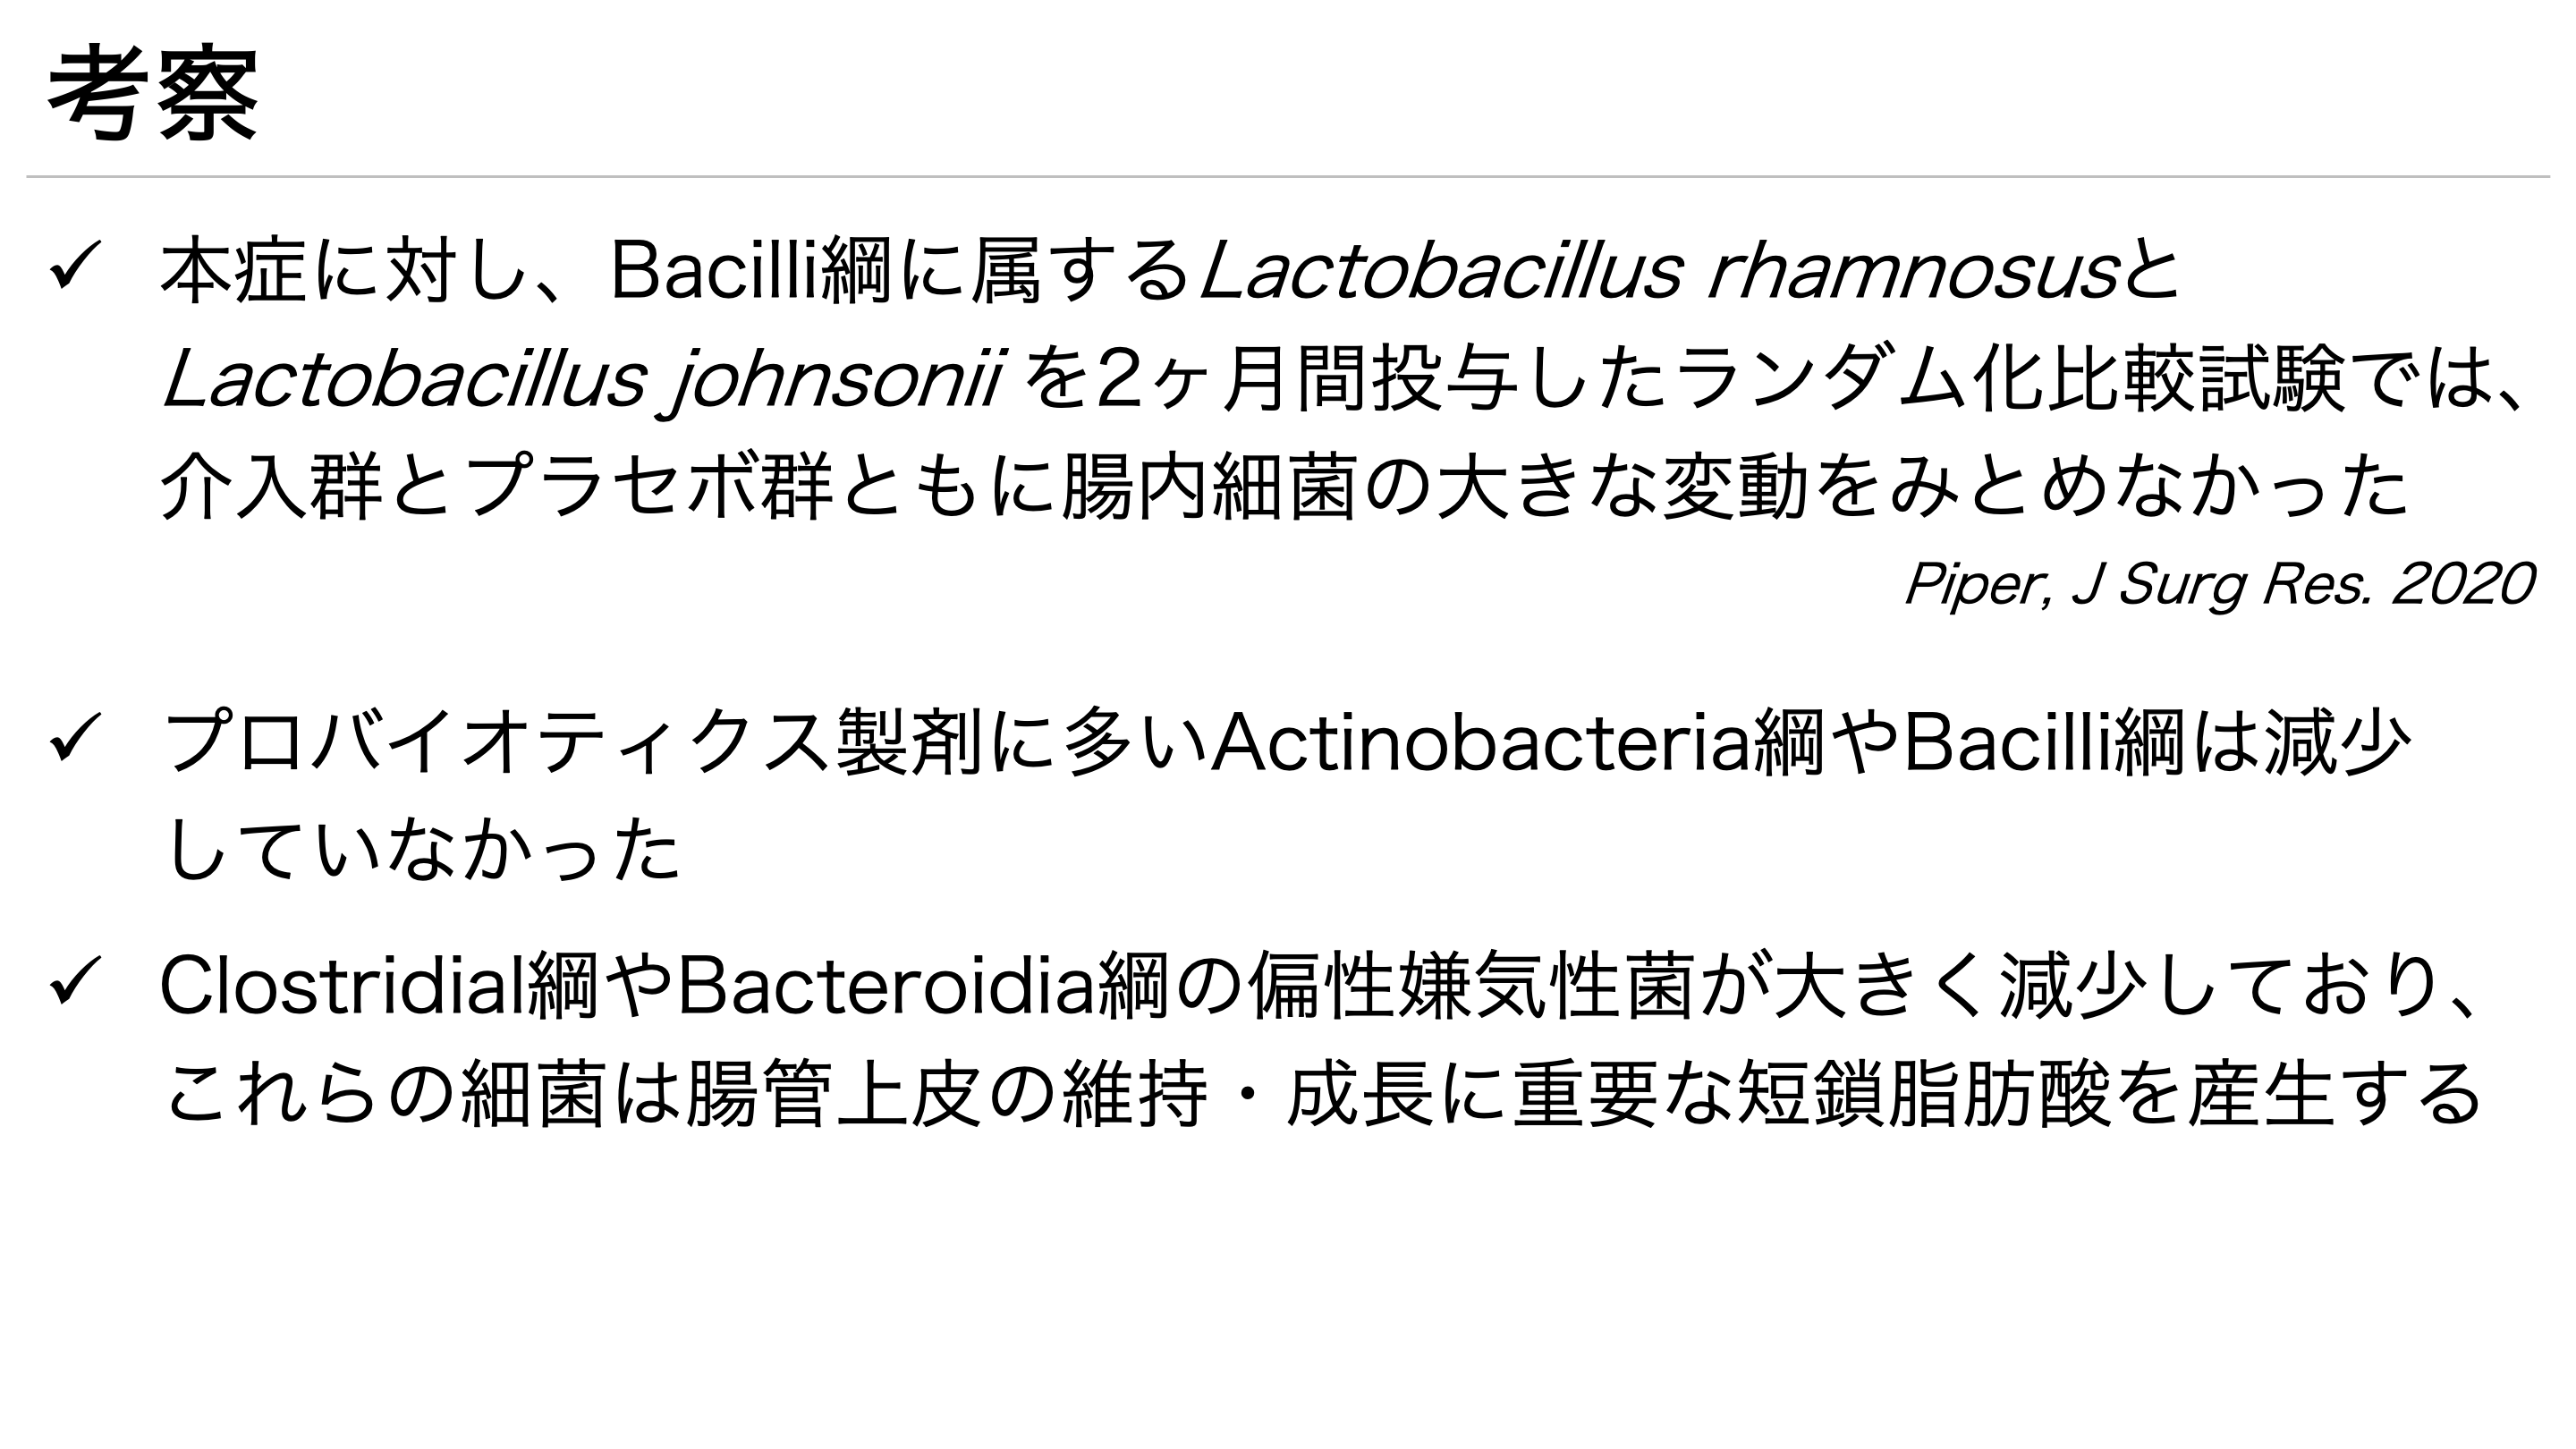 考察
✓ 本症に対し、Bacilli綱に属するLactobacillus rhamnosusと
Lactobacillus johnsonii を2ヶ月間投与したランダム化比較試験では、
介入群とプラセボ群ともに腸内細菌の大きな変動をみとめなかった
Piper, J Surg Res. 2020
✓ プロバイオティクス製剤に多いActinobacteria綱やBacilli綱は減少
していなかった
✓ Clostridial綱やBacteroidia綱の偏性嫌気性菌が大きく減少しており、
これらの細菌は腸管上皮の維持・成長に重要な短鎖脂肪酸を産生する